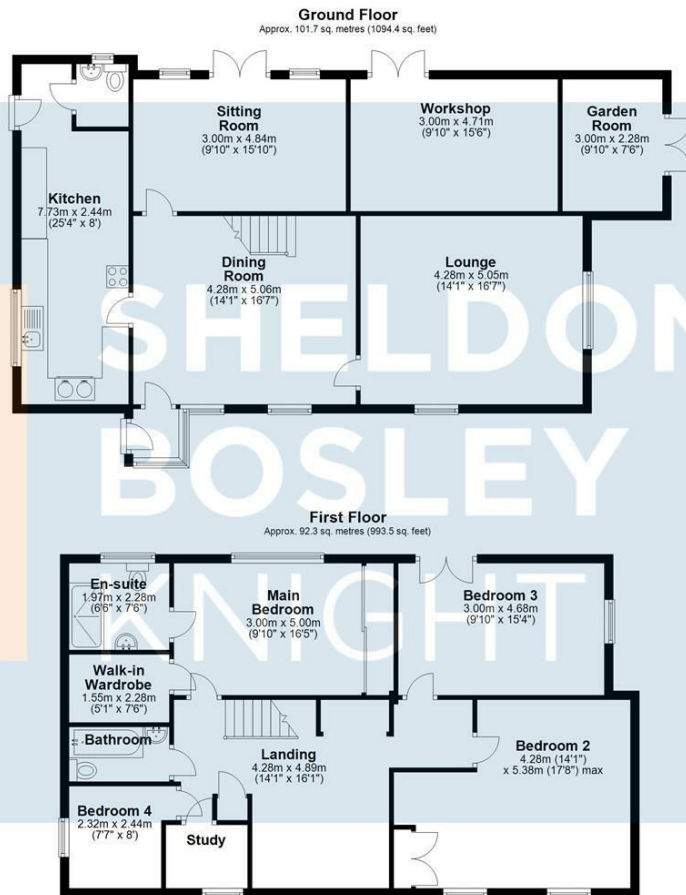 Ground Floor
Approx. 101.7 sq. metres (1094.4 sq. feet)
Sitting
Room
3.00m x 4.84m
(9'10" x 15'10")
Workshop
3.00m x 4.71m
(9'10" x 15'6")
Garden
Room
3.00m x 2.28m
(9'10" x 7'6")
Kitchen
7.73m x 2.44m
(25'4" x 8')
Dining
Room
4.28m x 5.06m
(14'1" x 16'7")
Lounge
4.28m x 5.05m
(14'1" x 16'7")
SHELDON
BOSLEY
KNIGHT
First Floor
Approx. 92.3 sq. metres (993.5 sq. feet)
En-suite
1.97m x 2.28m
(6'6" x 7'6")
Main
Bedroom
3.00m x 5.00m
(9'10" x 16'5")
Bedroom 3
3.00m x 4.68m
(9'10" x 15'4")
Walk-in
Wardrobe
1.55m x 2.28m
(5'1" x 7'6")
Bathroom
Landing
4.28m x 4.89m
(14'1" x 16'1")
Bedroom 2
4.28m (14'1")
x 5.38m (17'8") max
Bedroom 4
2.32m x 2.44m
(7'7" x 8')
Study